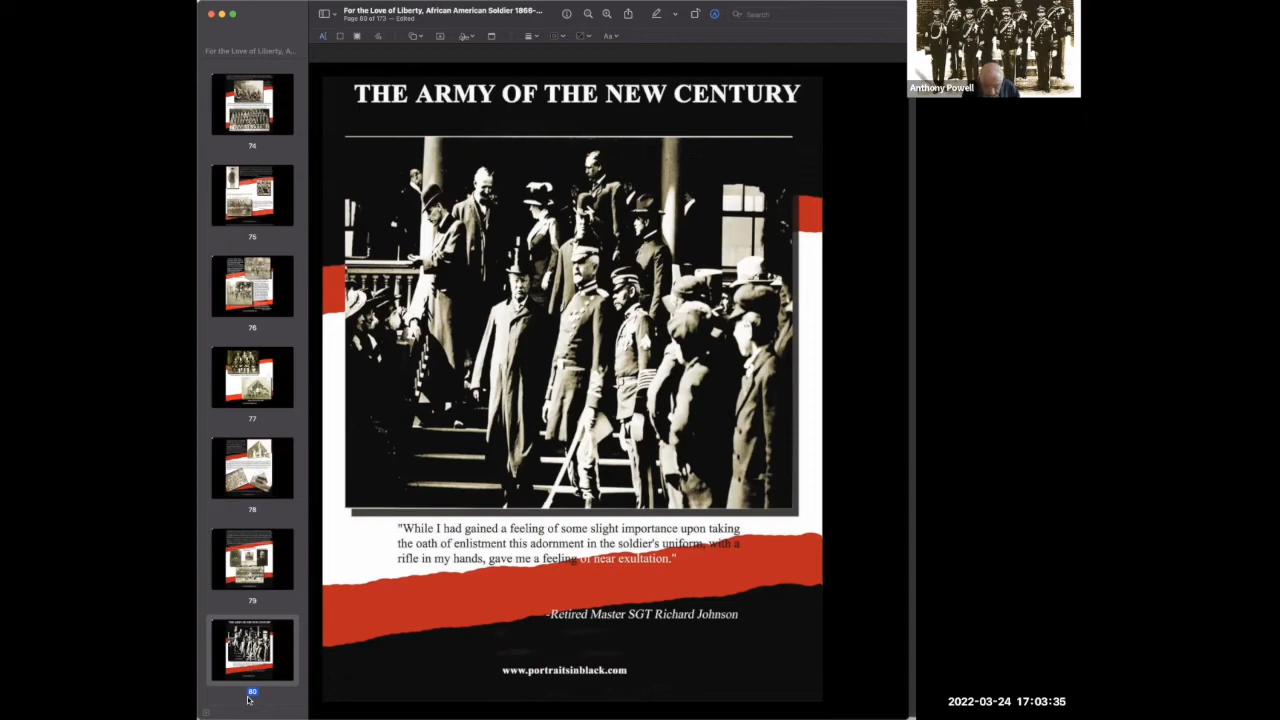 For the Love of Liberty, African American Soldier 1866-...
Page 80 of 173 — Edited
Search
For the Love of Liberty, A...
74
75
76
77
78
79
80
THE ARMY OF THE NEW CENTURY
"While I had gained a feeling of some slight importance upon taking
the oath of enlistment this adornment in the soldier's uniform, with a
rifle in my hands, gave me a feeling of near exultation."
-Retired Master SGT Richard Johnson
www.portraitsinblack.com
Anthony Powell
2022-03-24 17:03:35